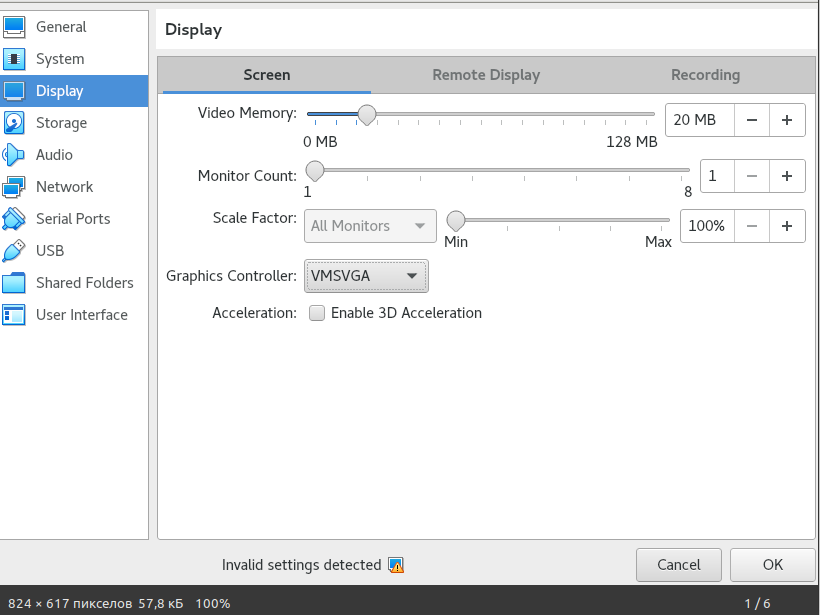 General
System
Display
Storage
Audio
Network
Serial Ports
USB
Shared Folders
User Interface
Display
Screen Remote Display Recording
Video Memory: 20 MB − +
0 MB 128 MB
Monitor Count: 1 − +
1 8
Scale Factor: All Monitors 100% − +
Min Max
Graphics Controller: VMSVGA
Acceleration: Enable 3D Acceleration
Invalid settings detected Cancel OK
824 × 617 пикселов 57,8 кБ 100% 1 / 6